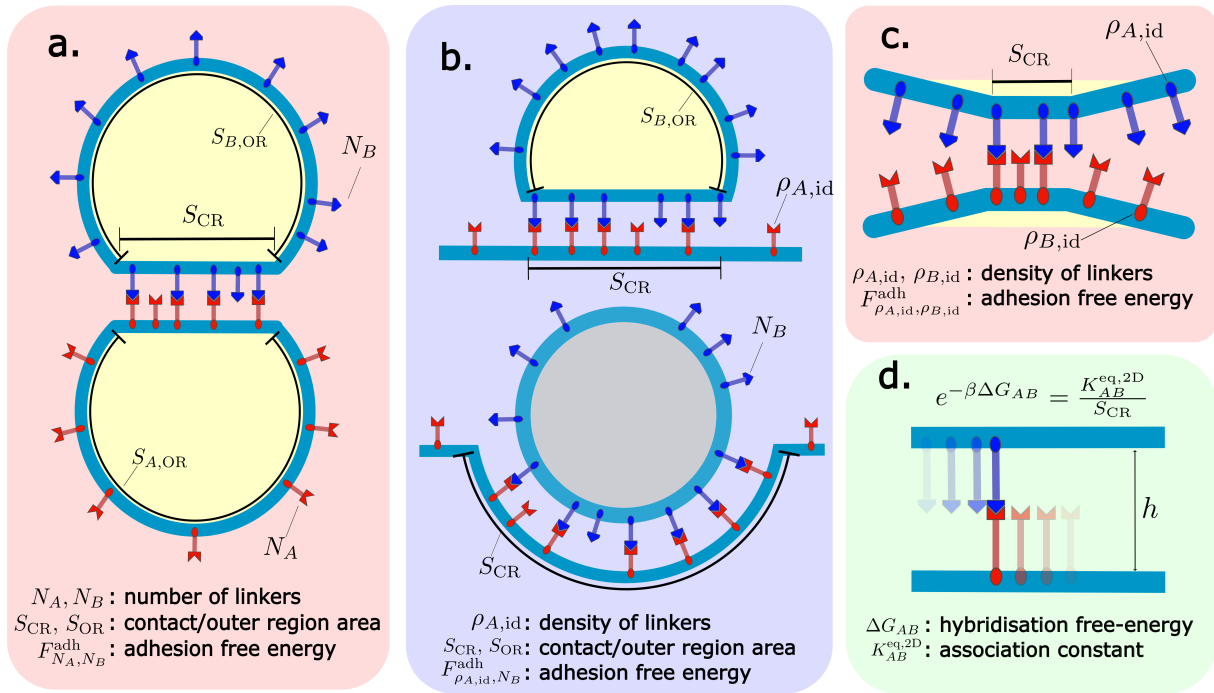 a.
S_{B,OR}
N_B
S_{CR}
S_{A,OR}
N_A
N_A, N_B : number of linkers
S_{CR}, S_{OR} : contact/outer region area
F^{adh}_{N_A,N_B} : adhesion free energy
b.
S_{B,OR}
ρ_{A,id}
S_{CR}
N_B
S_{CR}
ρ_{A,id} : density of linkers
S_{CR}, S_{OR} : contact/outer region area
F^{adh}_{ρ_{A,id},N_B} : adhesion free energy
c.
ρ_{A,id}
S_{CR}
ρ_{B,id}
ρ_{A,id}, ρ_{B,id} : density of linkers
F^{adh}_{ρ_{A,id},ρ_{B,id}} : adhesion free energy
d.
e^{-βΔG_{AB}} = \frac{K^{eq,2D}_{AB}}{S_{CR}}
h
ΔG_{AB} : hybridisation free-energy
K^{eq,2D}_{AB} : association constant